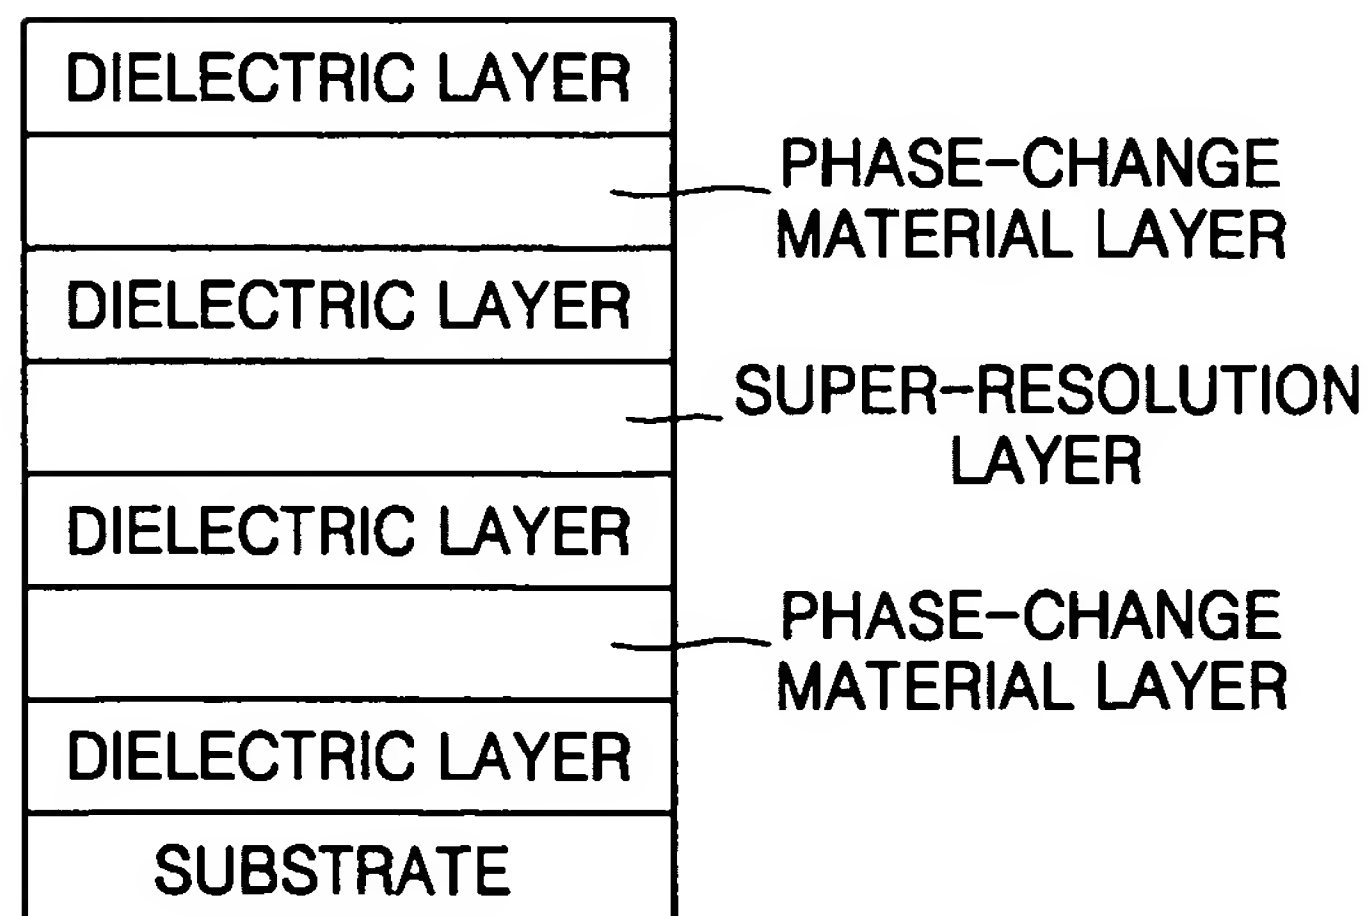 DIELECTRIC LAYER
PHASE-CHANGE
MATERIAL LAYER
DIELECTRIC LAYER
SUPER-RESOLUTION
LAYER
DIELECTRIC LAYER
PHASE-CHANGE
MATERIAL LAYER
DIELECTRIC LAYER
SUBSTRATE